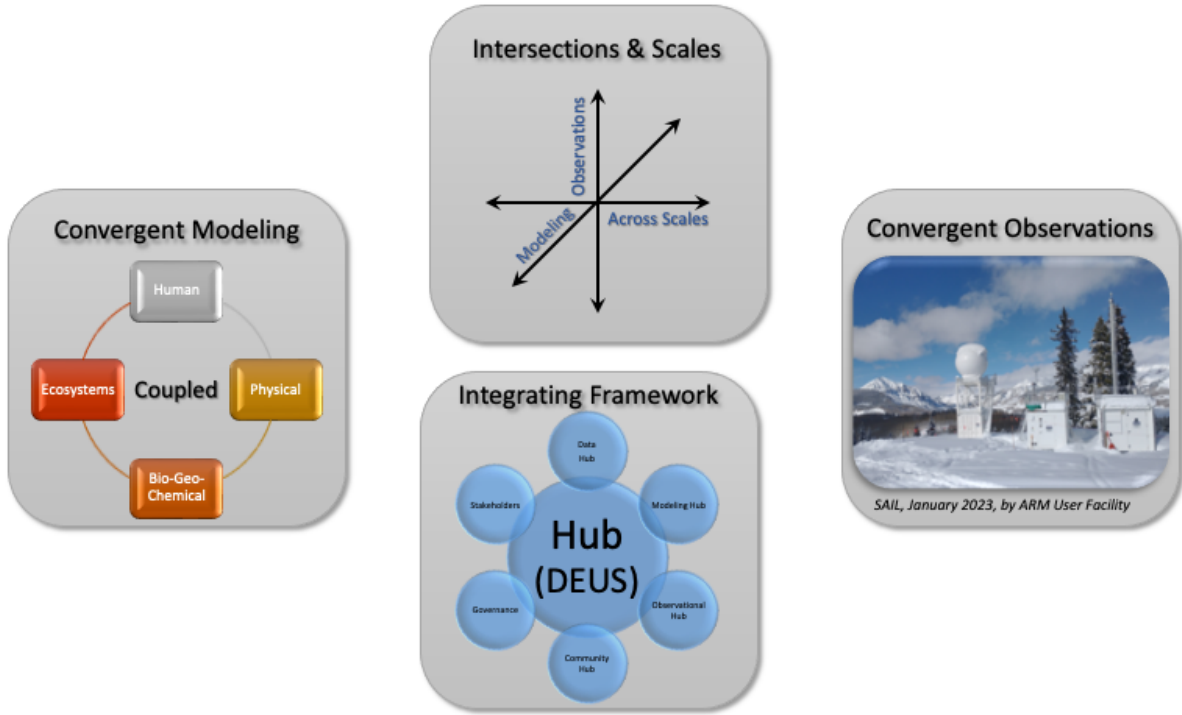 Intersections & Scales
Observations
Modeling
Across Scales
Convergent Modeling
Human
Ecosystems
Coupled
Physical
Bio-Geo-
Chemical
Convergent Observations
SAIL, January 2023, by ARM User Facility
Integrating Framework
Data
Hub
Stakeholders
Modeling Hub
Hub
(DEUS)
Governance
Observational
Hub
Community
Hub